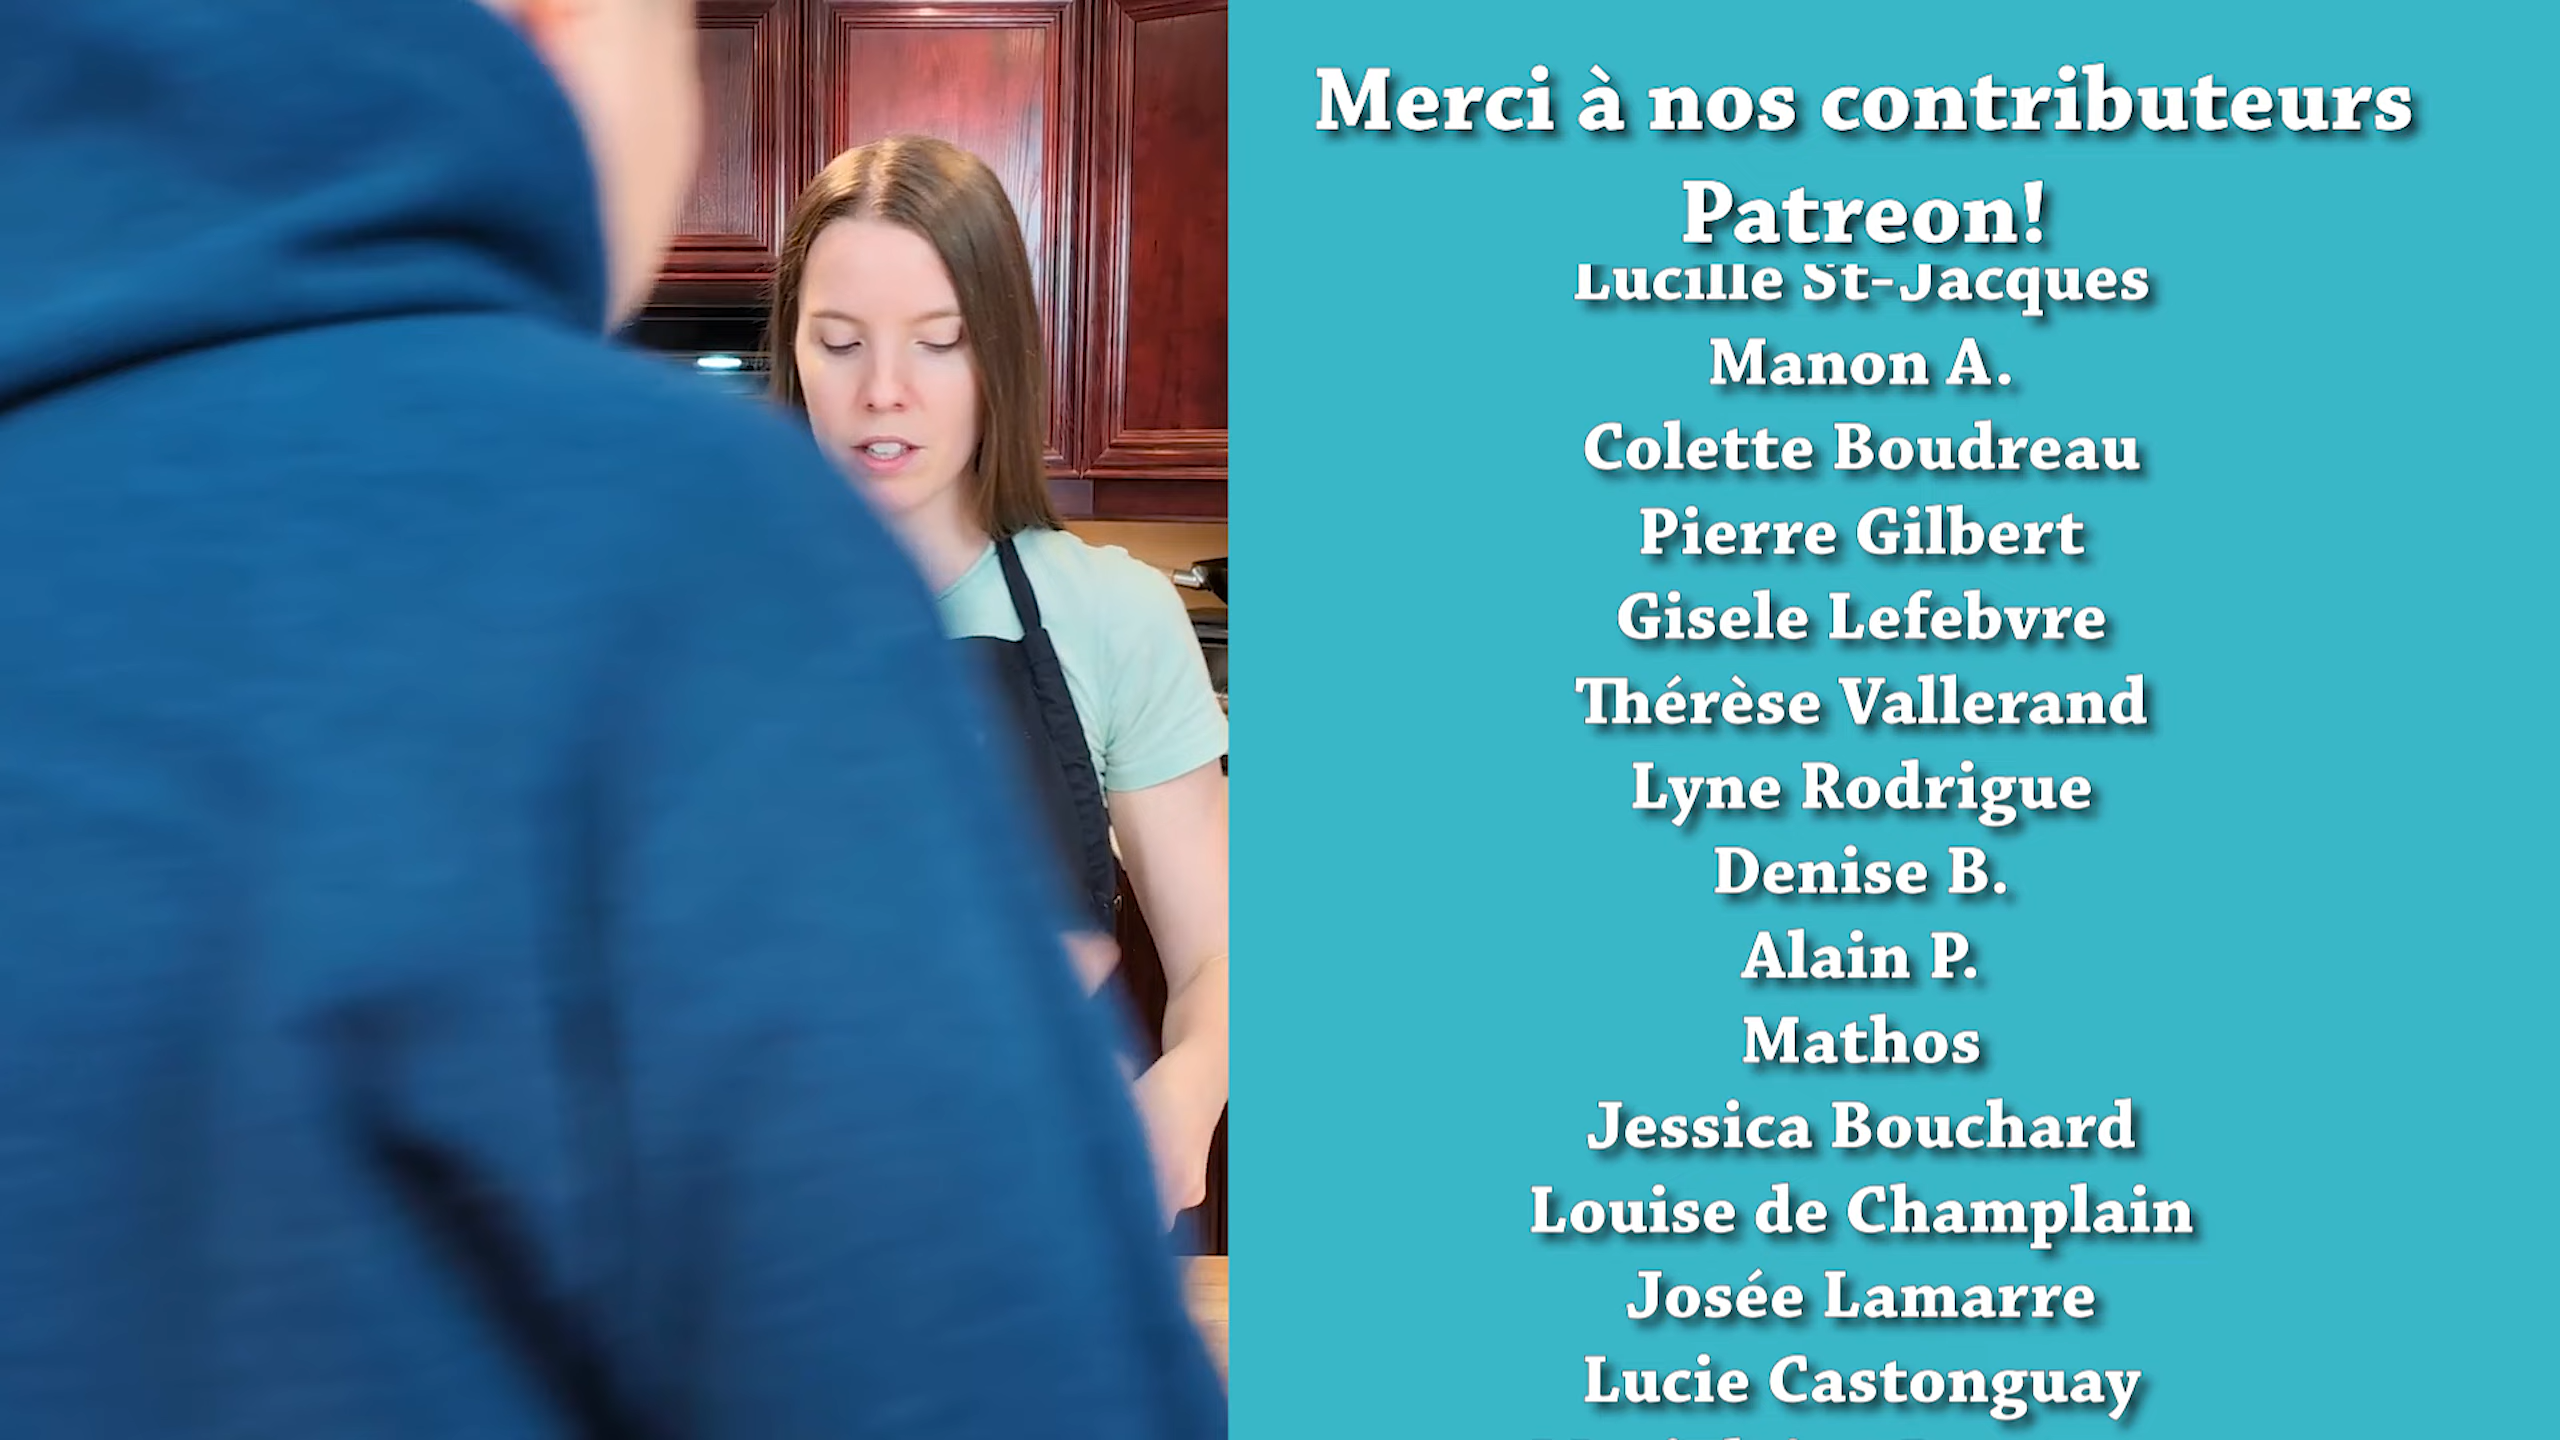 Merci à nos contributeurs
Patreon!
Lucille St-Jacques
Manon A.
Colette Boudreau
Pierre Gilbert
Gisele Lefebvre
Thérèse Vallerand
Lyne Rodrigue
Denise B.
Alain P.
Mathos
Jessica Bouchard
Louise de Champlain
Josée Lamarre
Lucie Castonguay